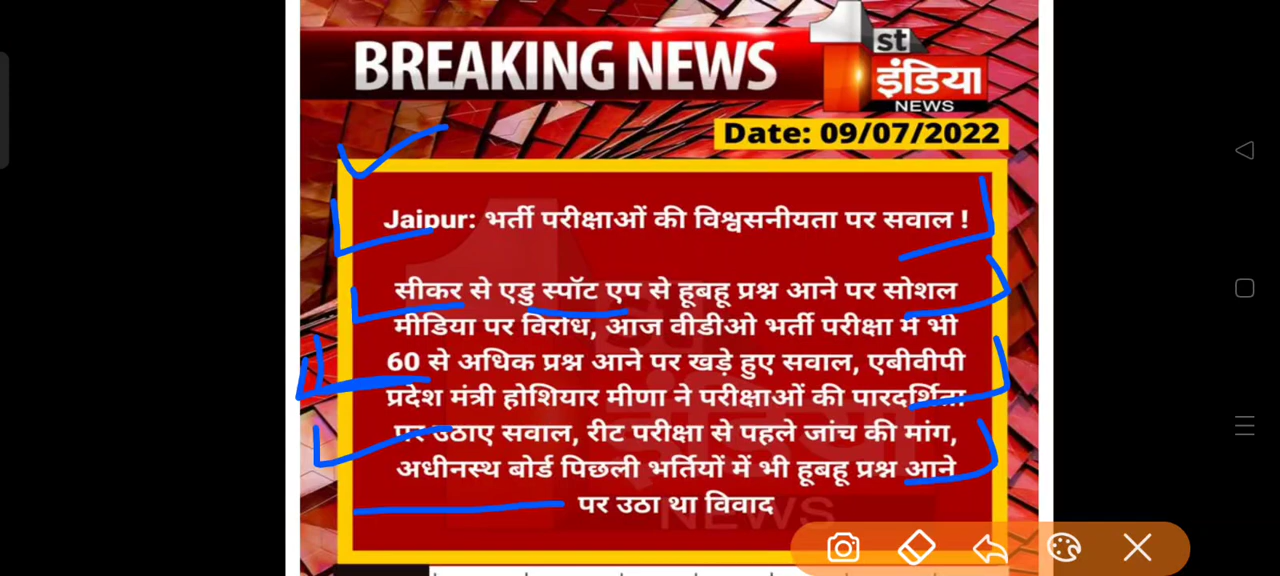 BREAKING NEWS
1st
इंडिया
NEWS
Date: 09/07/2022
Jaipur: भर्ती परीक्षाओं की विश्वसनीयता पर सवाल !
सीकर से एडु स्पॉट एप से हूबहू प्रश्न आने पर सोशल
मीडिया पर विरोध, आज वीडीओ भर्ती परीक्षा में भी
60 से अधिक प्रश्न आने पर खड़े हुए सवाल, एबीवीपी
प्रदेश मंत्री होशियार मीणा ने परीक्षाओं की पारदर्शिता
पर उठाए सवाल, रीट परीक्षा से पहले जांच की मांग,
अधीनस्थ बोर्ड पिछली भर्तियों में भी हूबहू प्रश्न आने
पर उठा था विवाद
NEWS